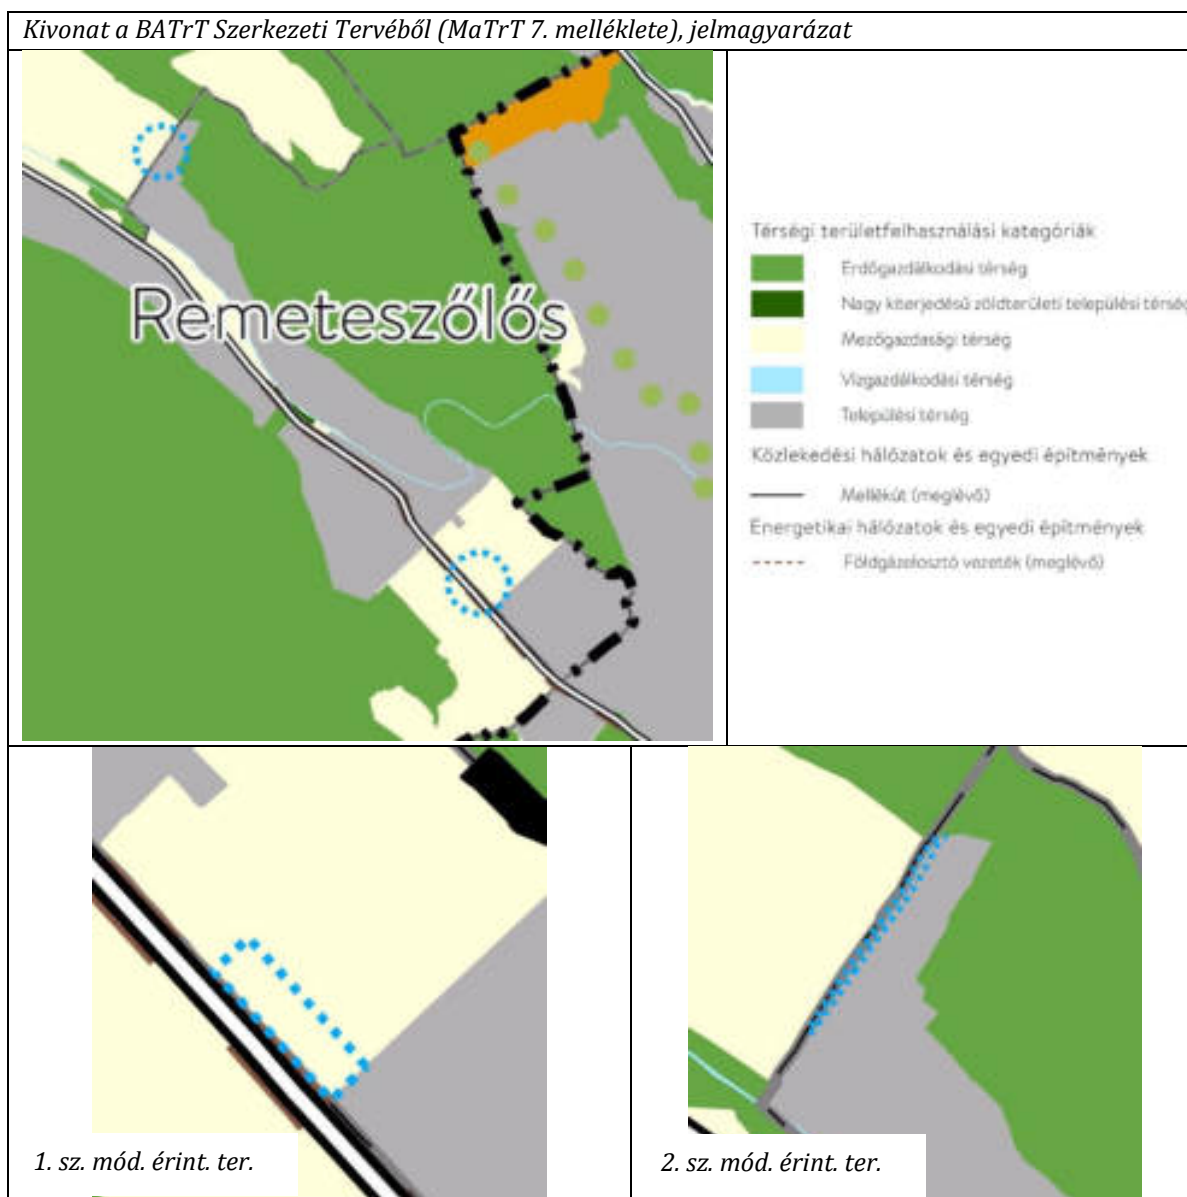 Kivonat a BATrT Szerkezeti Tervéből (MaTrT 7. melléklete), jelmagyarázat
Remeteszőlős
Térségi területfelhasználási kategóriák
Erdőgazdálkodási térség
Nagy kiterjedésű zöldterületi települési térség
Mezőgazdasági térség
Vízgazdálkodási térség
Települési térség
Közlekedési hálózatok és egyedi építmények
Mellékút (meglévő)
Energetikai hálózatok és egyedi építmények
Földgázelosztó vezeték (meglévő)
1. sz. mód. érint. ter.
2. sz. mód. érint. ter.